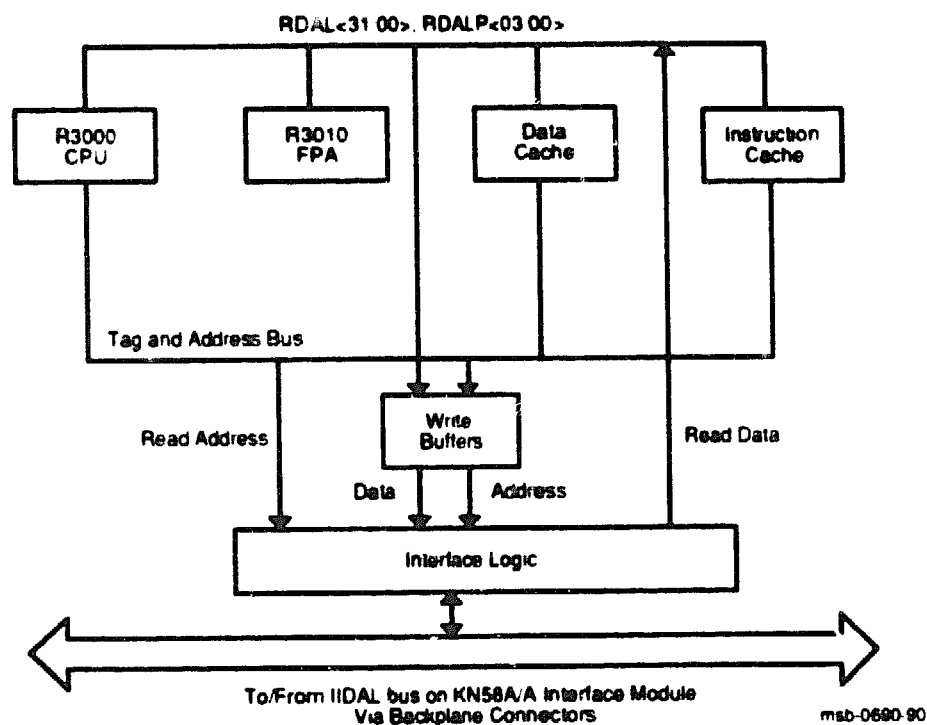 RDAL<31 00>, RDALP<03 00>
R3000
CPU
R3010
FPA
Data
Cache
Instruction
Cache
Tag and Address Bus
Read Address
Write
Buffers
Read Data
Data
Address
Interface Logic
To/From IIDAL bus on KN58A/A Interface Module
Via Backplane Connectors
msb-0690-90